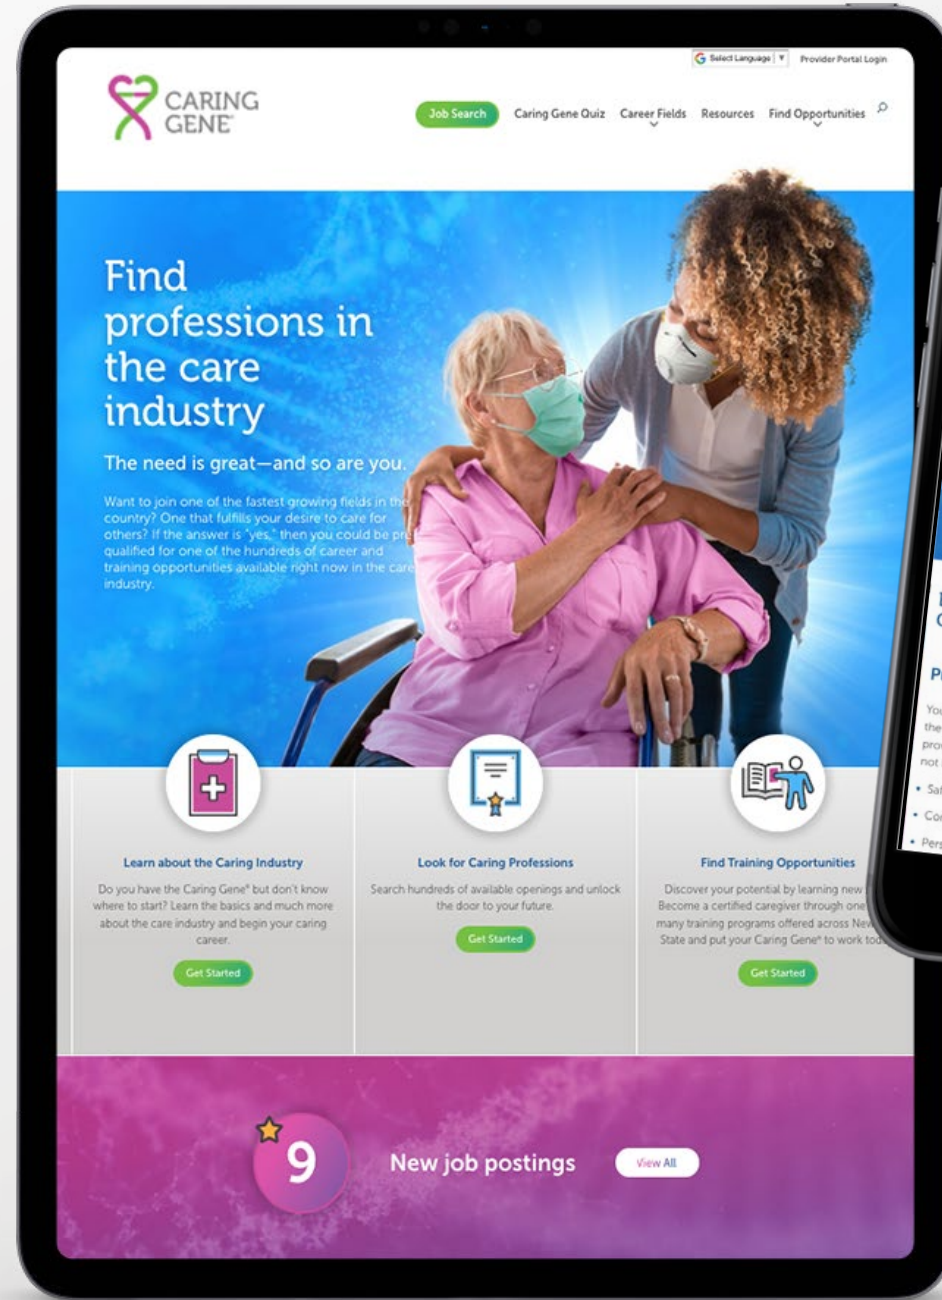 Select Language ▼ Provider Portal Login
CARING
GENE®
Job Search Caring Gene Quiz Career Fields Resources Find Opportunities
Find
professions in
the care
industry
The need is great—and so are you.
Want to join one of the fastest growing fields in the
country? One that fulfills your desire to care for
others? If the answer is "yes," then you could be pre
qualified for one of the hundreds of career and
training opportunities available right now in the care
industry.
Learn about the Caring Industry
Do you have the Caring Gene® but don't know
where to start? Learn the basics and much more
about the care industry and begin your caring
career.
Get Started
Look for Caring Professions
Search hundreds of available openings and unlock
the door to your future.
Get Started
Find Training Opportunities
Discover your potential by learning new
Become a certified caregiver through one
many training programs offered across New
State and put your Caring Gene® to work
Get Started
9 New job postings View All
You
the
not